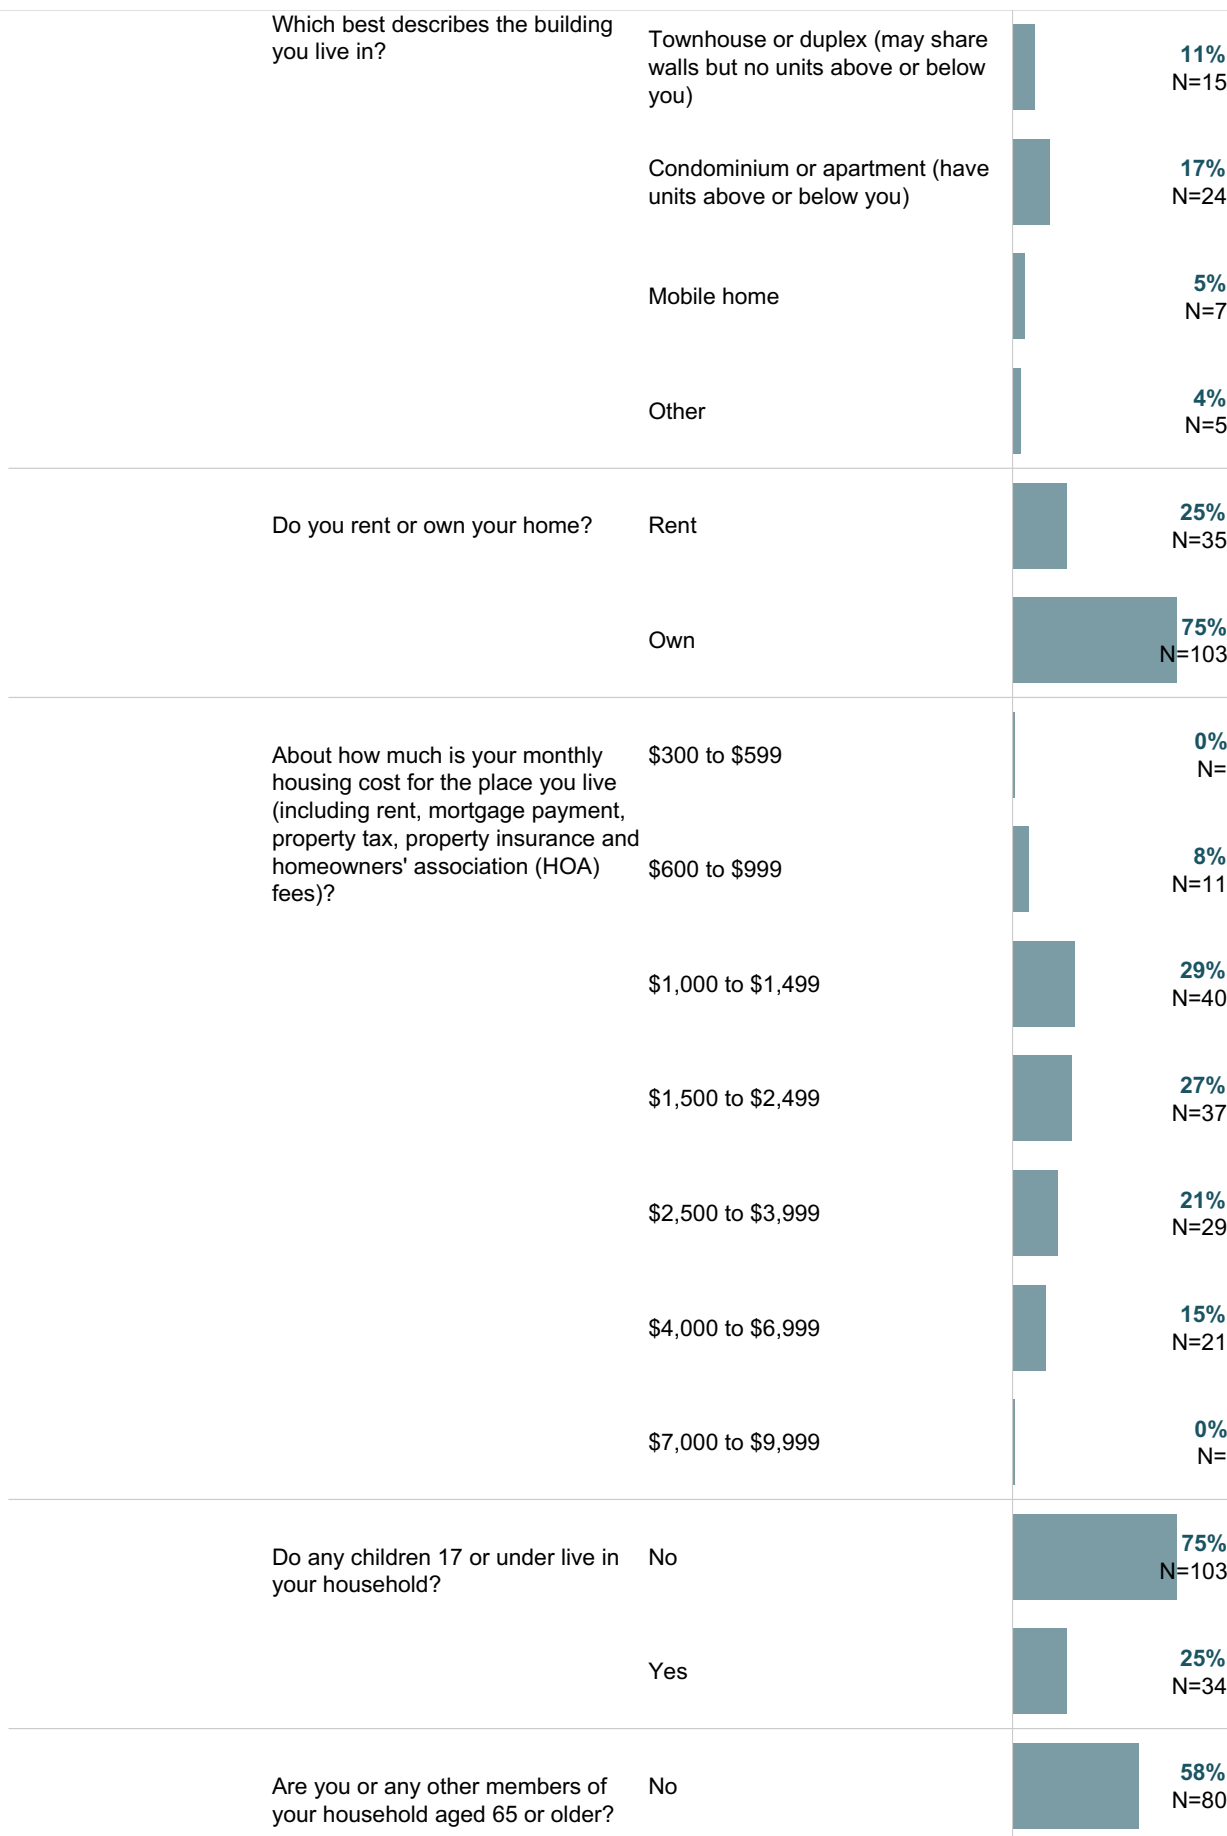 Which best describes the building
you live in?
Townhouse or duplex (may share
walls but no units above or below
you)
11%
N=15
Condominium or apartment (have
units above or below you)
17%
N=24
Mobile home
5%
N=7
Other
4%
N=5
Do you rent or own your home?
Rent
25%
N=35
Own
75%
N=103
About how much is your monthly
housing cost for the place you live
(including rent, mortgage payment,
property tax, property insurance and
homeowners' association (HOA)
fees)?
$300 to $599
0%
N=
$600 to $999
8%
N=11
$1,000 to $1,499
29%
N=40
$1,500 to $2,499
27%
N=37
$2,500 to $3,999
21%
N=29
$4,000 to $6,999
15%
N=21
$7,000 to $9,999
0%
N=
Do any children 17 or under live in
your household?
No
75%
N=103
Yes
25%
N=34
Are you or any other members of
your household aged 65 or older?
No
58%
N=80